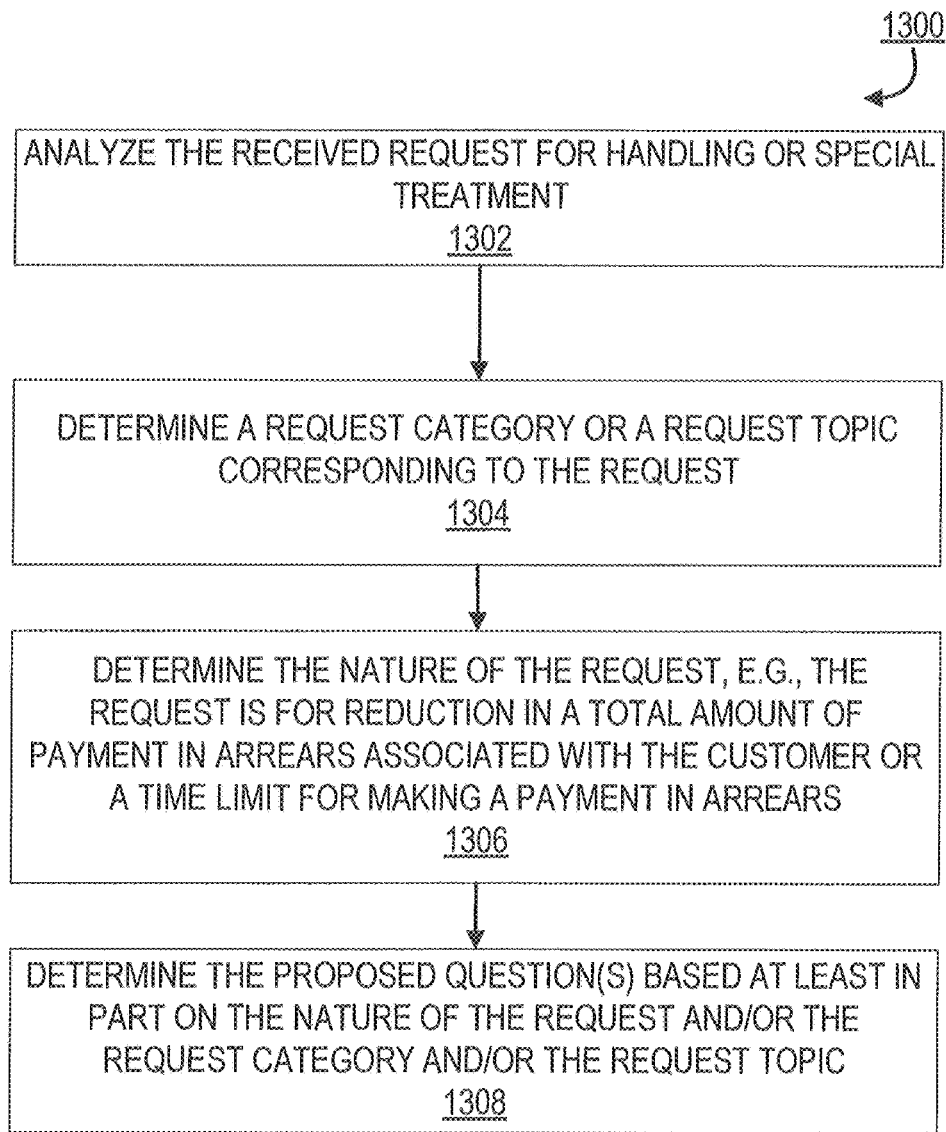 1300
ANALYZE THE RECEIVED REQUEST FOR HANDLING OR SPECIAL
TREATMENT
1302
DETERMINE A REQUEST CATEGORY OR A REQUEST TOPIC
CORRESPONDING TO THE REQUEST
1304
DETERMINE THE NATURE OF THE REQUEST, E.G., THE
REQUEST IS FOR REDUCTION IN A TOTAL AMOUNT OF
PAYMENT IN ARREARS ASSOCIATED WITH THE CUSTOMER OR
A TIME LIMIT FOR MAKING A PAYMENT IN ARREARS
1306
DETERMINE THE PROPOSED QUESTION(S) BASED AT LEAST IN
PART ON THE NATURE OF THE REQUEST AND/OR THE
REQUEST CATEGORY AND/OR THE REQUEST TOPIC
1308